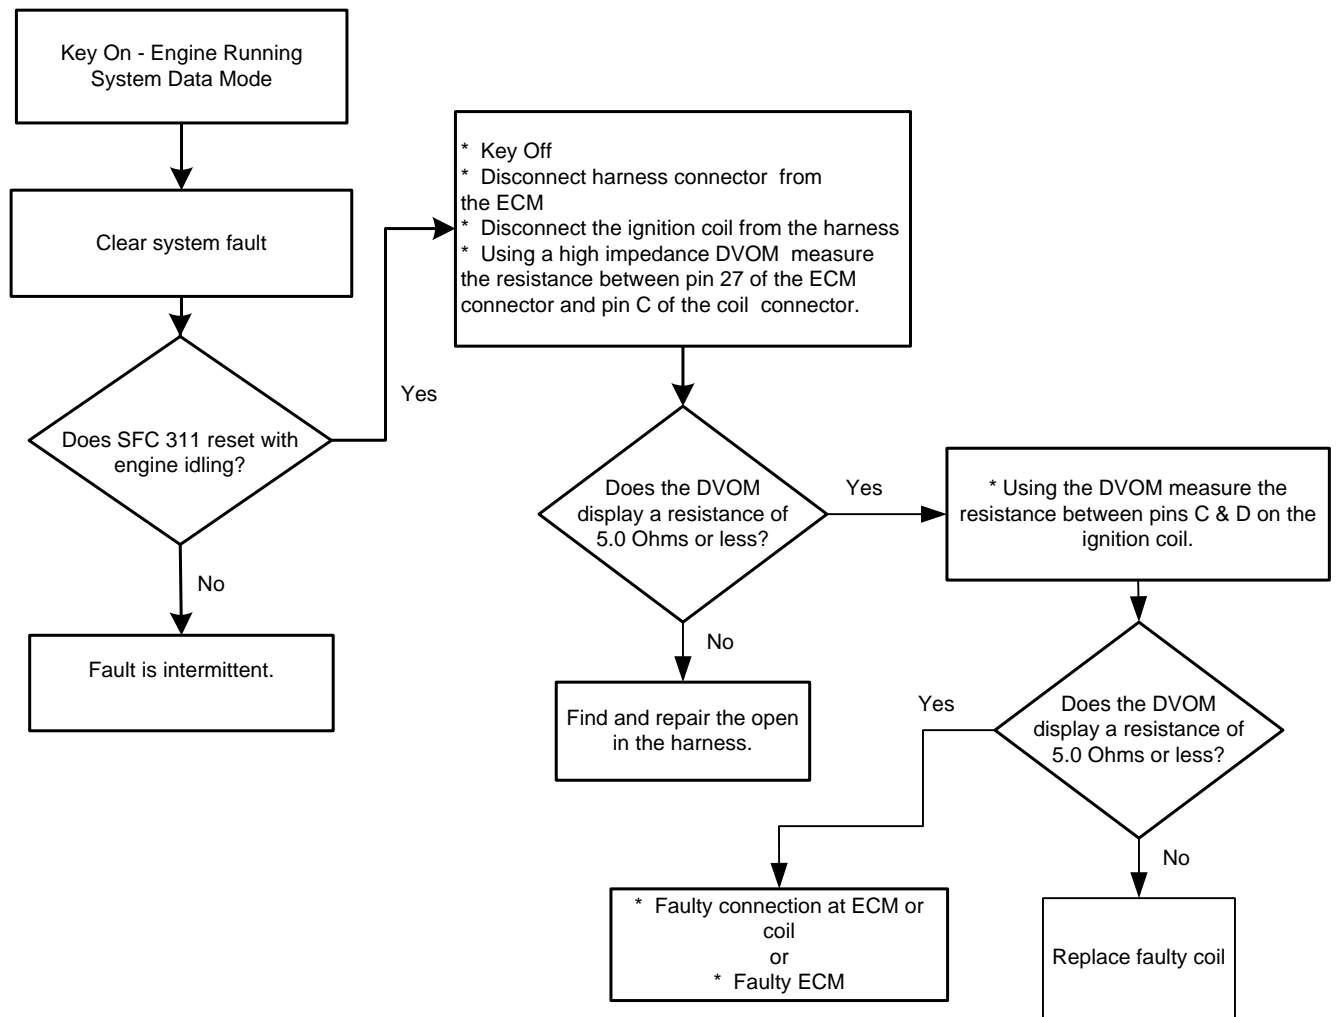 Key On - Engine Running
System Data Mode
Clear system fault
Does SFC 311 reset with
engine idling?
Yes
No
Fault is intermittent.
* Key Off
* Disconnect harness connector from
the ECM
* Disconnect the ignition coil from the harness
* Using a high impedance DVOM measure
the resistance between pin 27 of the ECM
connector and pin C of the coil connector.
Does the DVOM
display a resistance of
5.0 Ohms or less?
Yes
No
Find and repair the open
in the harness.
* Using the DVOM measure the
resistance between pins C & D on the
ignition coil.
Does the DVOM
display a resistance of
5.0 Ohms or less?
Yes
No
* Faulty connection at ECM or
coil
or
* Faulty ECM
Replace faulty coil